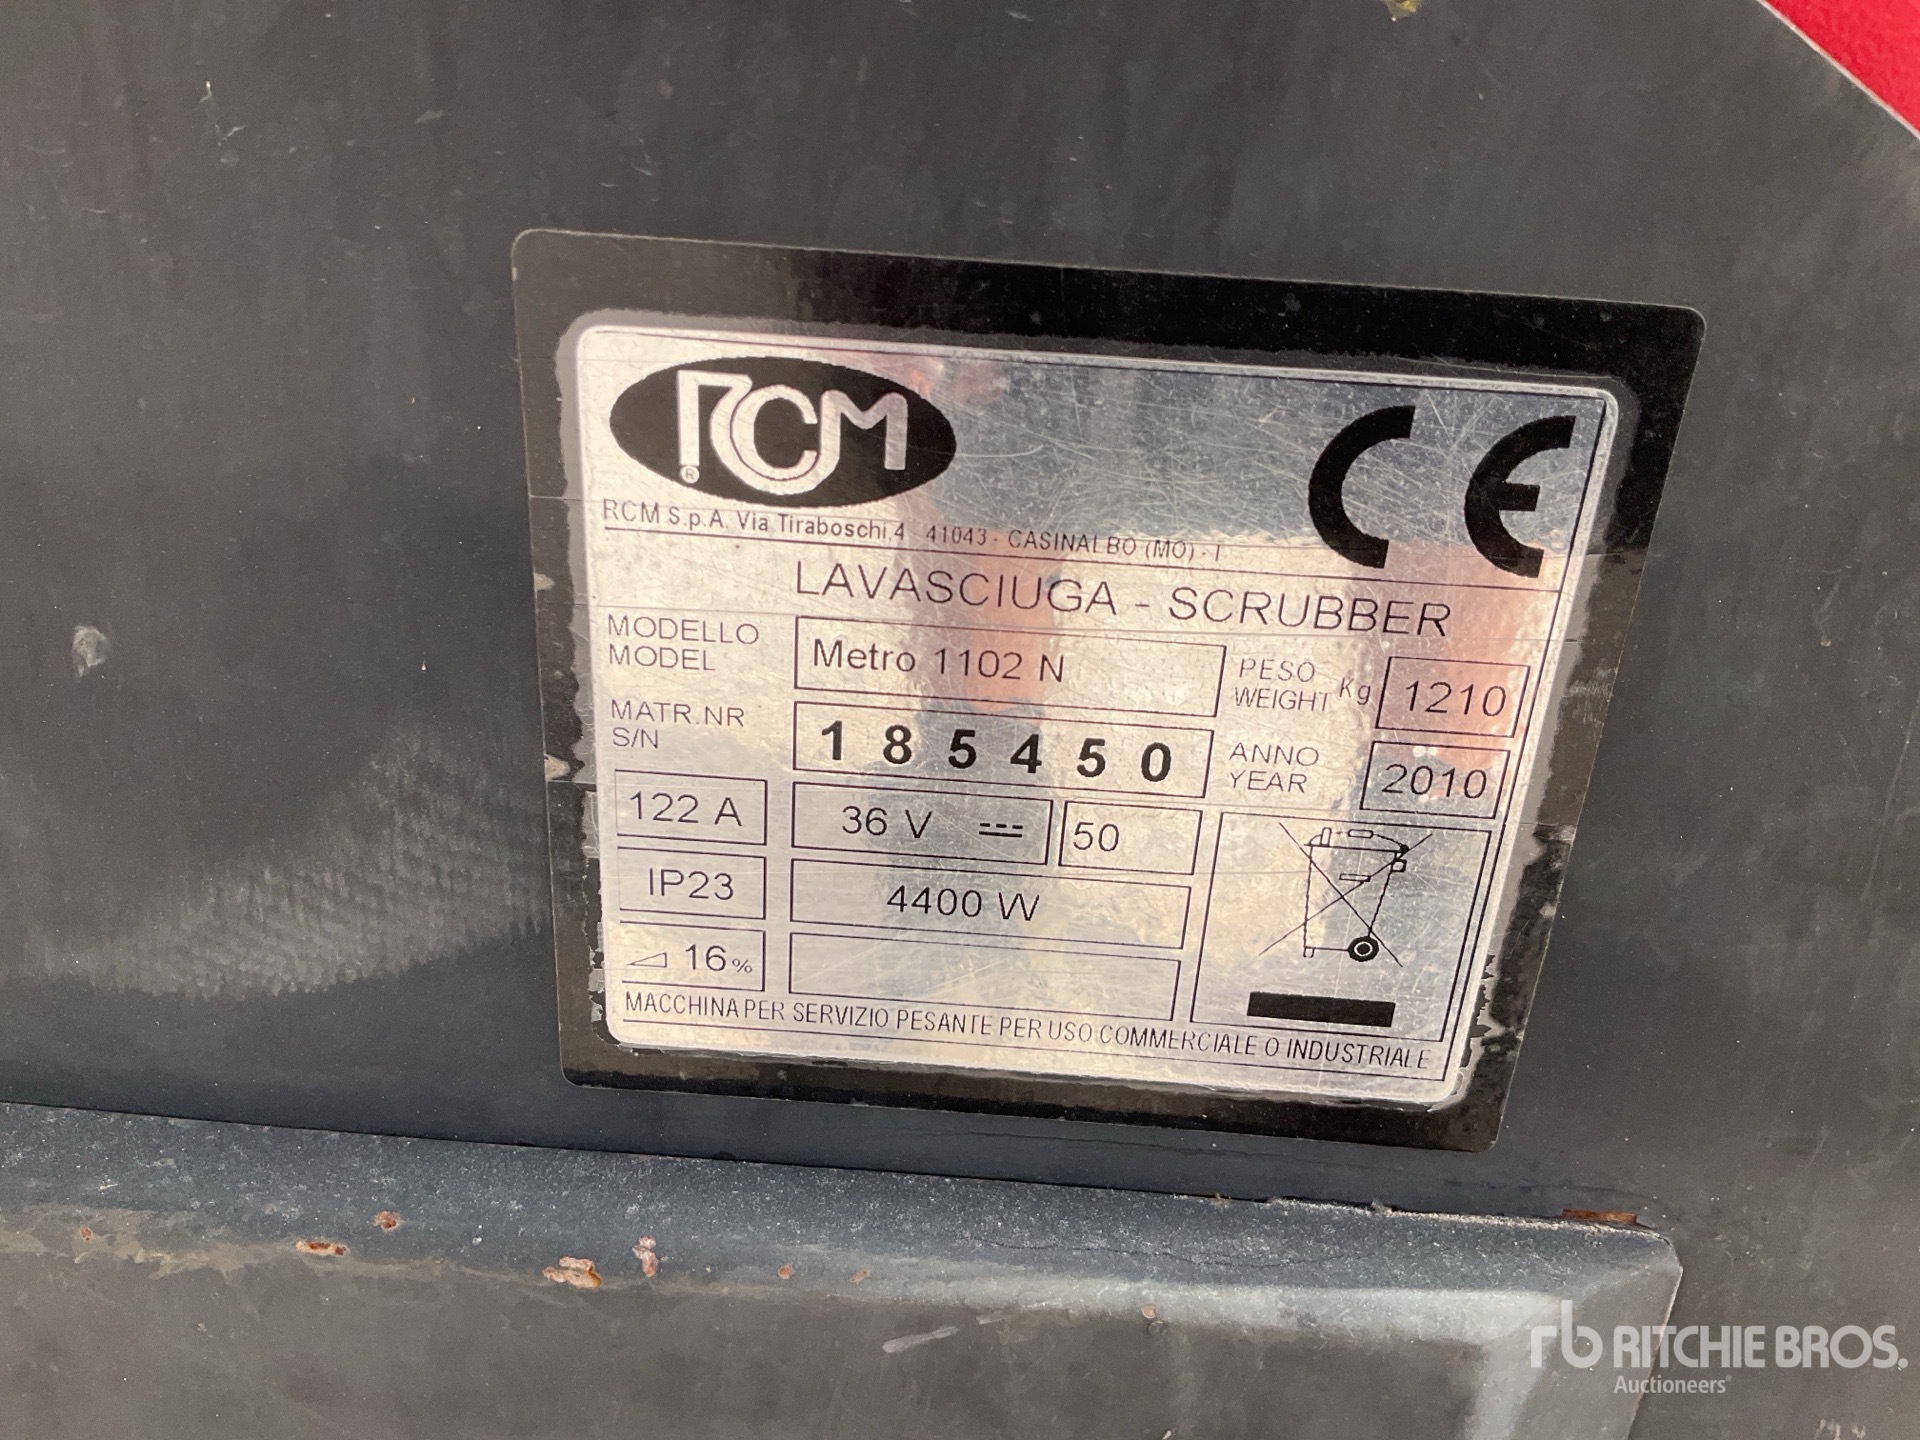 RCM
®
CE
RCM S.p.A. Via Tiraboschi,4 41043 - CASINALBO (MO) - I
LAVASCIUGA - SCRUBBER
MODELLO
MODEL
Metro 1102 N
PESO
WEIGHT
Kg
1210
MATR.NR
S/N
185450
ANNO
YEAR
2010
122 A
36 V
50
IP23
4400 W
16%
MACCHINA PER SERVIZIO PESANTE PER USO COMMERCIALE O INDUSTRIALE
rb RITCHIE BROS.
Auctioneers